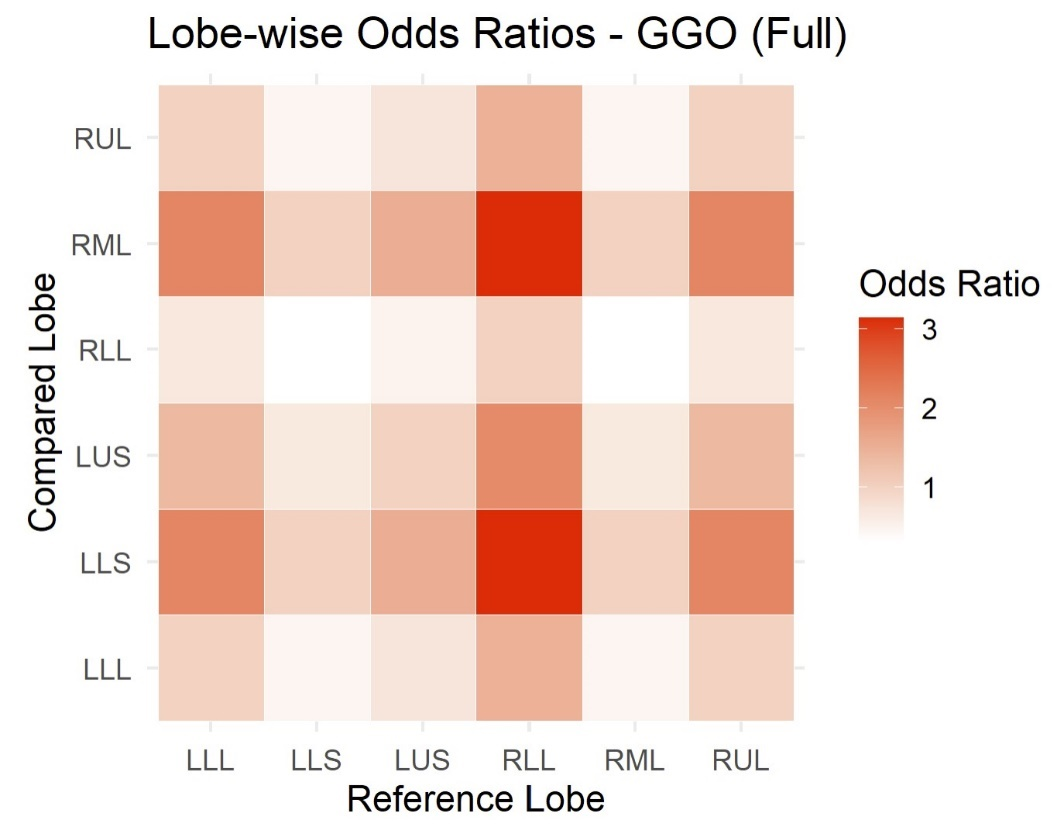 Lobe-wise Odds Ratios - GGO (Full)
RUL
RML
RLL
LUS
LLS
LLL
Compared Lobe
LLL LLS LUS RLL RML RUL
Reference Lobe
Odds Ratio
3
2
1